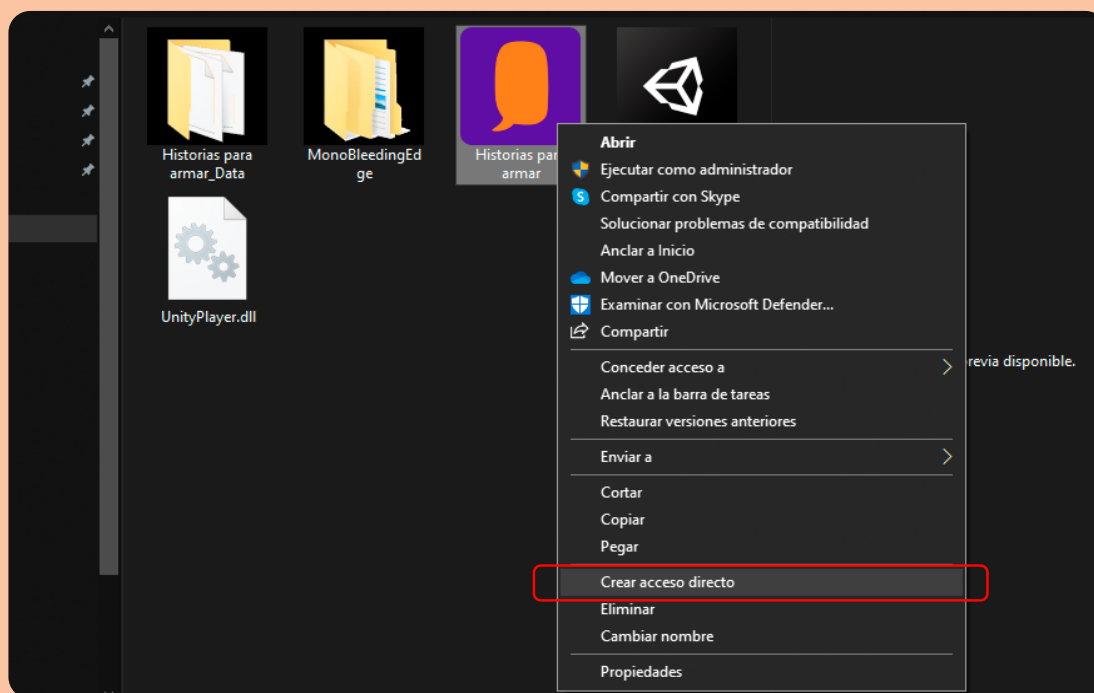 Historias para
armar_Data
MonoBleedingEd
ge
Historias par
armar
UnityPlayer.dll
Abrir
Ejecutar como administrador
Compartir con Skype
Solucionar problemas de compatibilidad
Anclar a Inicio
Mover a OneDrive
Examinar con Microsoft Defender...
Compartir
Conceder acceso a
Anclar a la barra de tareas
Restaurar versiones anteriores
Enviar a
Cortar
Copiar
Pegar
Crear acceso directo
Eliminar
Cambiar nombre
Propiedades
revia disponible.